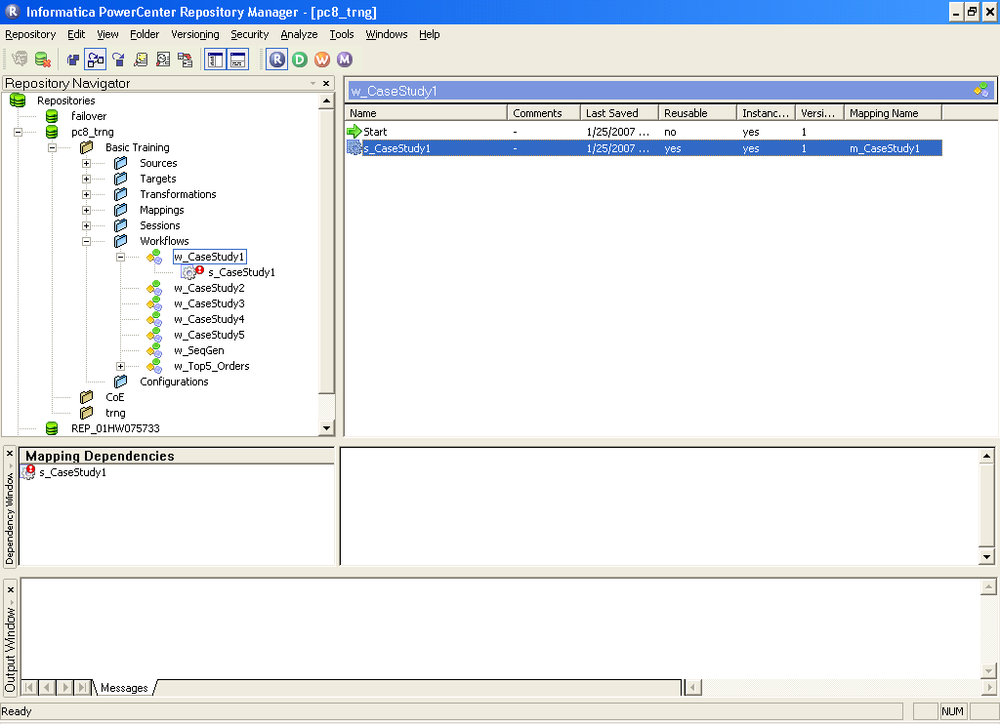 Informatica PowerCenter Repository Manager - [pc8_trng]
Repository Edit View Folder Versioning Security Analyze Tools Windows Help
R D W M
Repository Navigator
Repositories
failover
pc8_trng
Basic Training
Sources
Targets
Transformations
Mappings
Sessions
Workflows
w_CaseStudy1
s_CaseStudy1
w_CaseStudy2
w_CaseStudy3
w_CaseStudy4
w_CaseStudy5
w_SeqGen
w_Top5_Orders
Configurations
CoE
trng
REP_01HW075733
w_CaseStudy1
Name Comments Last Saved Reusable Instanc... Versi... Mapping Name
Start - 1/25/2007 ... no yes 1
s_CaseStudy1 - 1/25/2007 ... yes yes 1 m_CaseStudy1
Dependency Window
Mapping Dependencies
s_CaseStudy1
Output Window
Messages
Ready
NUM